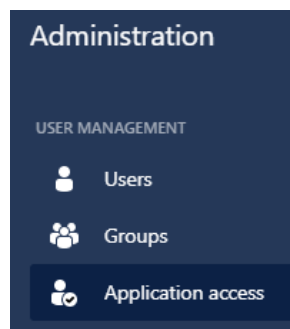 Administration
USER MANAGEMENT
Users
Groups
Application access